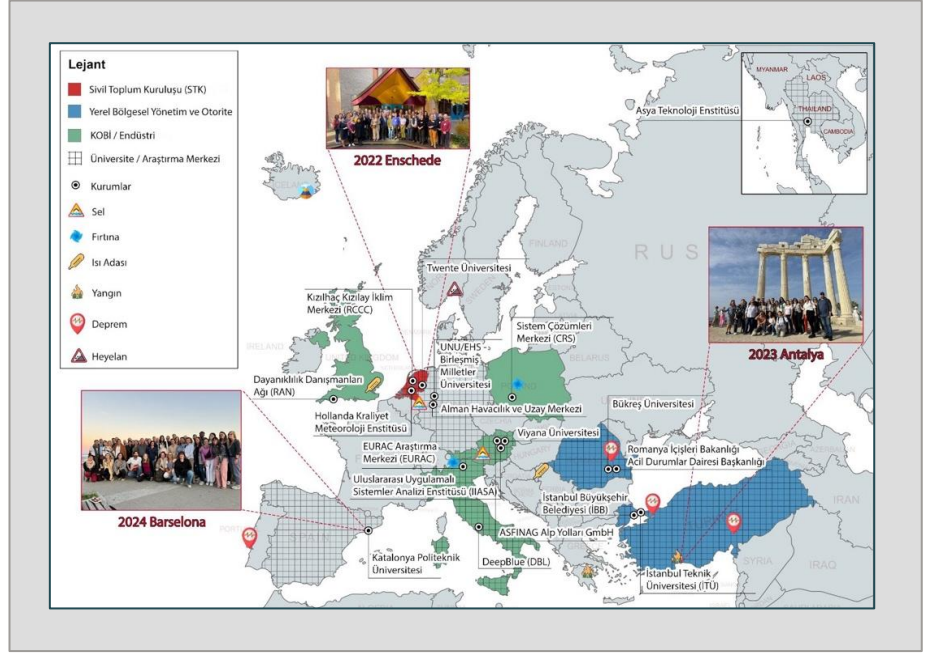 Lejant
Sivil Toplum Kuruluşu (STK)
Yerel Bölgesel Yönetim ve Otorite
KOBİ / Endüstri
Üniversite / Araştırma Merkezi
Kurumlar
Sel
Fırtına
Isı Adası
Yangın
Deprem
Heyelan
2022 Enschede
MYANMAR
LAOS
THAILAND
CAMBODIA
Asya Teknoloji Enstitüsü
ICELAND
FINLAND
SWEDEN
RUS
2023 Antalya
Twente Üniversitesi
Kızılhaç Kızılay İklim
Merkezi (RCCC)
Sistem Çözümleri
Merkezi (CRS)
UNU/EHS -
Birleşmiş
Milletler
Üniversitesi
IRELAND
UNITED KINGDOM
BELARUS
POLAND
Dayanıklılık Danışmanları
Ağı (RAN)
Hollanda Kraliyet
Meteoroloji Enstitüsü
Alman Havacılık ve Uzay Merkezi
Bükreş Üniversitesi
Viyana Üniversitesi
EURAC Araştırma
Merkezi (EURAC)
Romanya İçişleri Bakanlığı
Acil Durumlar Dairesi Başkanlığı
Uluslararası Uygulamalı
Sistemler Analizi Enstitüsü (IIASA)
İstanbul Büyükşehir
Belediyesi (İBB)
ASFINAG Alp Yolları GmbH
2024 Barselona
Katalonya Politeknik
Üniversitesi
DeepBlue (DBL)
İstanbul Teknik
Üniversitesi (İTÜ)
SYRIA
IRAQ
IRAN